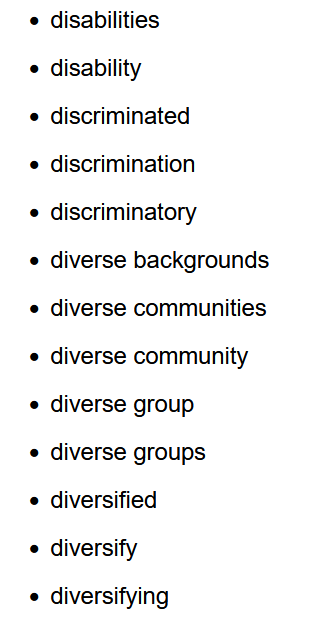 • disabilities
• disability
• discriminated
• discrimination
• discriminatory
• diverse backgrounds
• diverse communities
• diverse community
• diverse group
• diverse groups
• diversified
• diversify
• diversifying